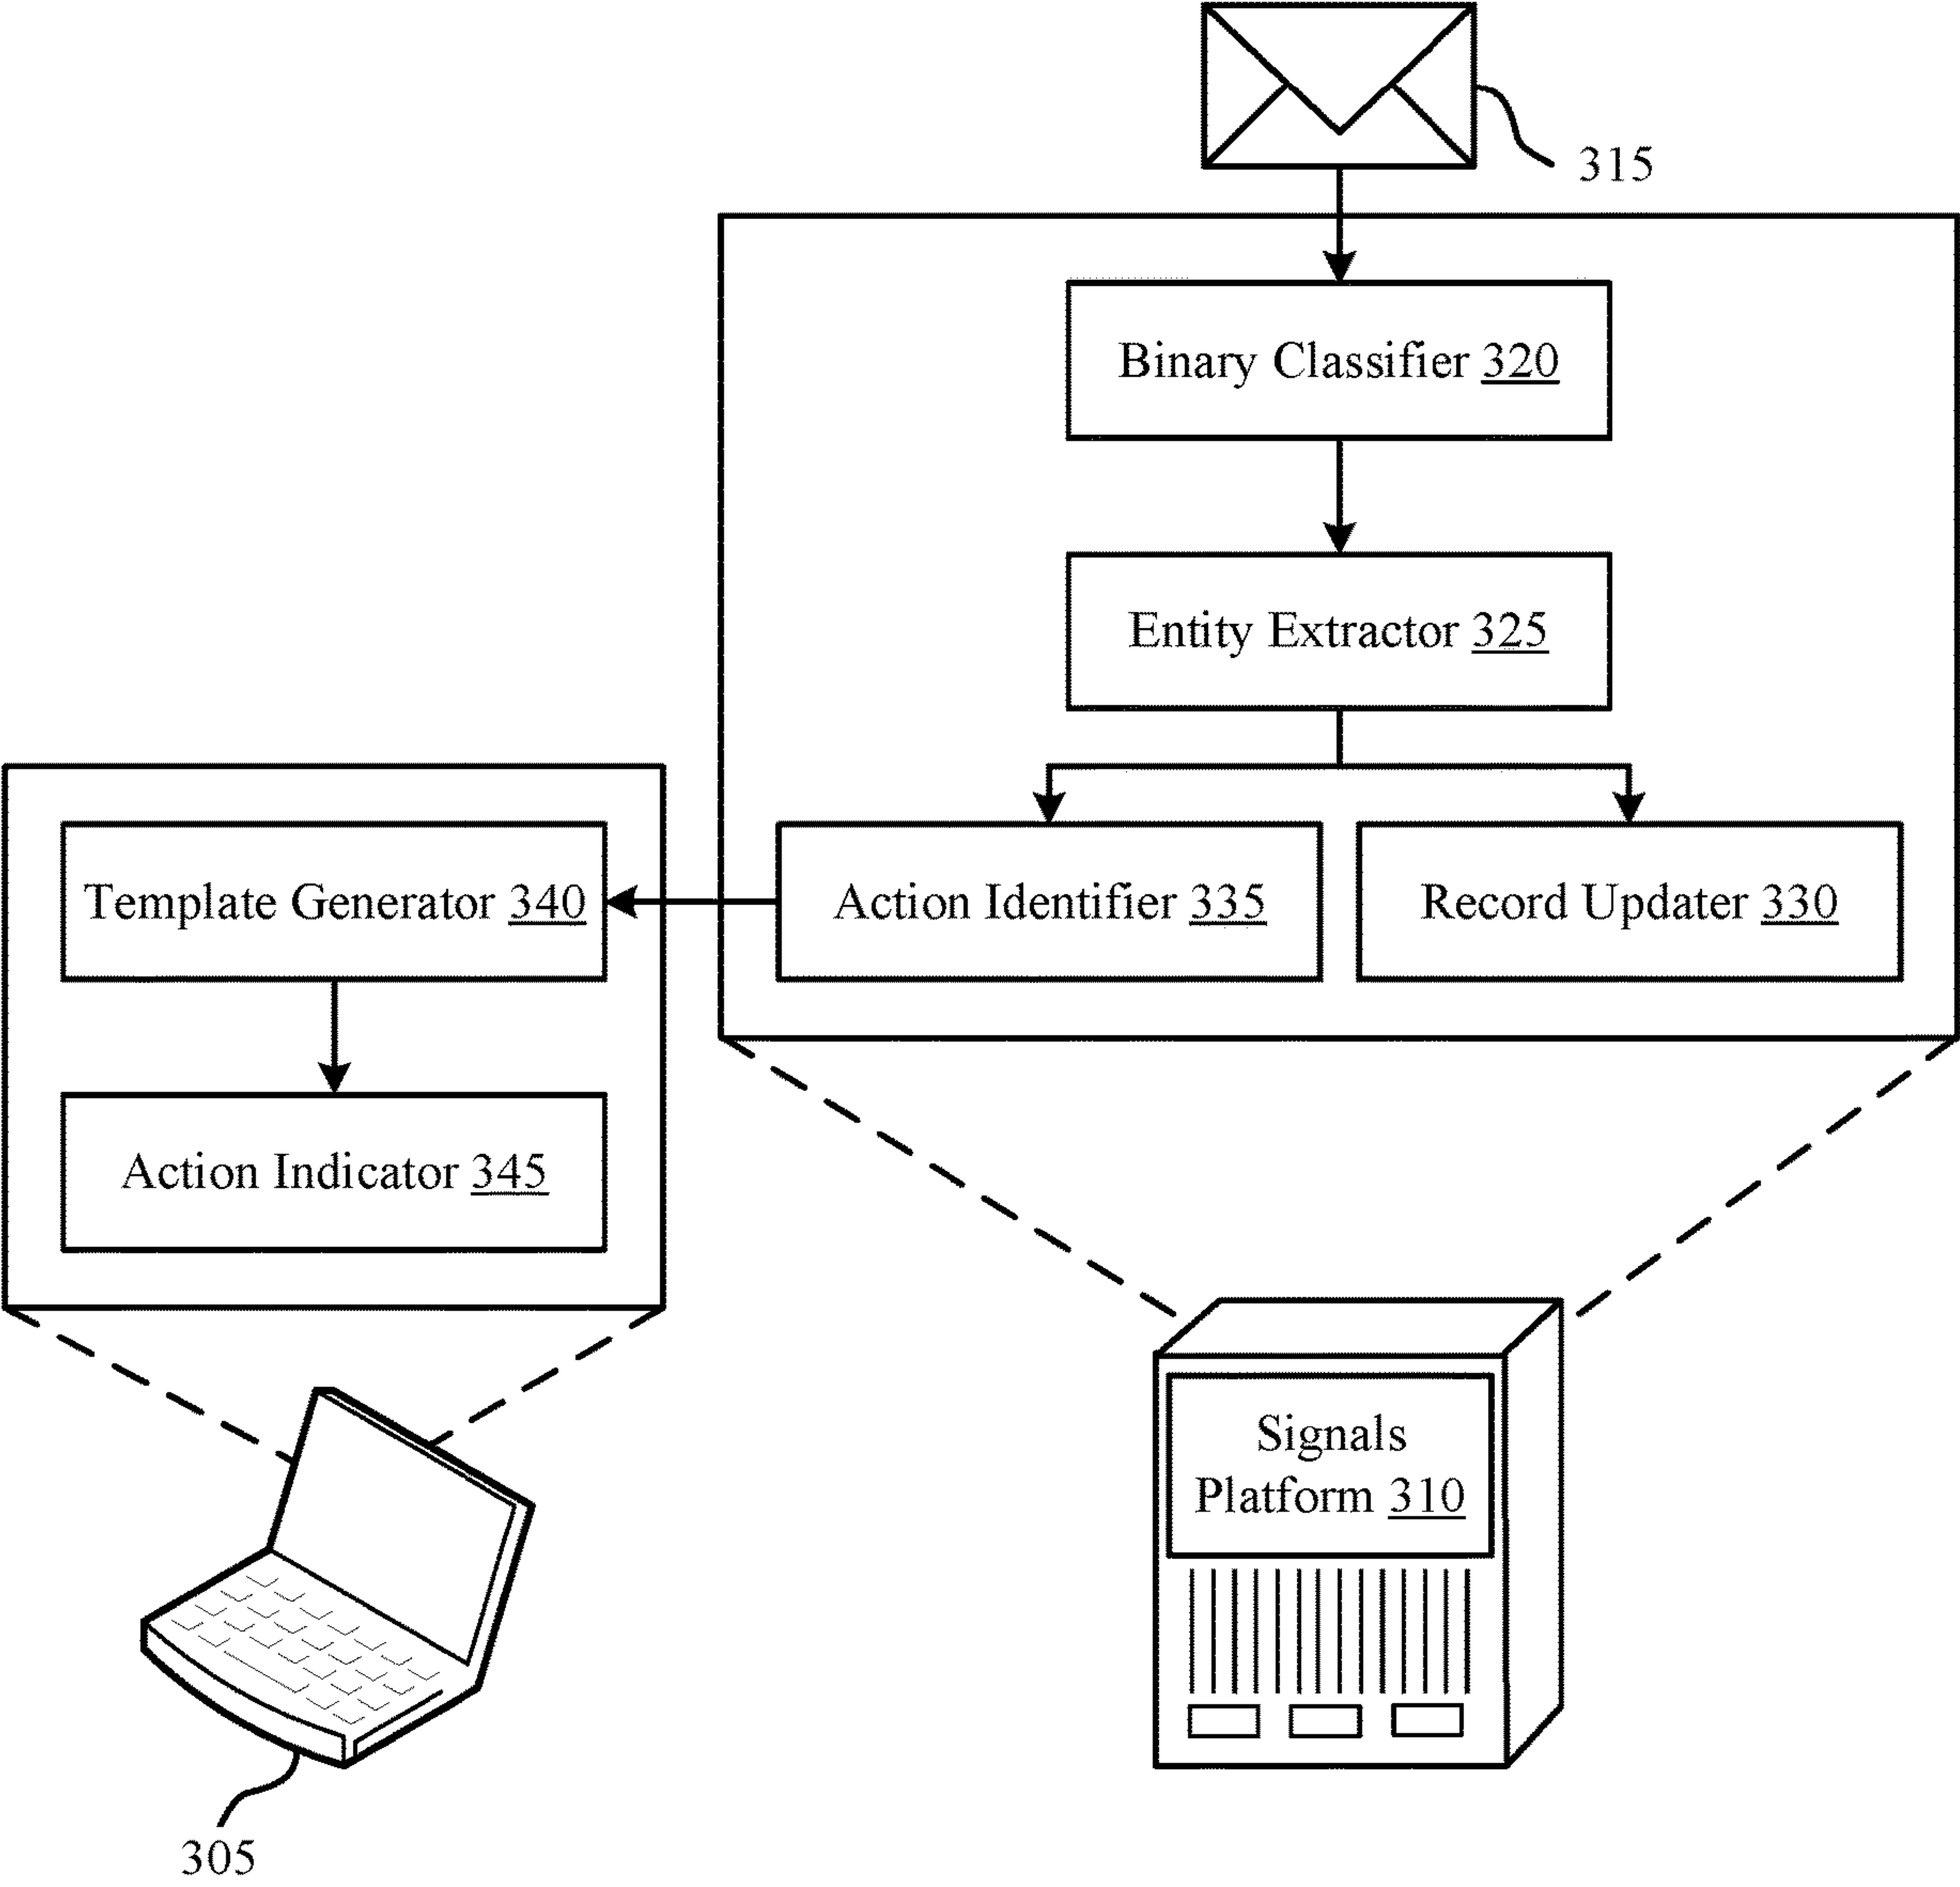 315
Binary Classifier 320
Entity Extractor 325
Template Generator 340
Action Identifier 335
Record Updater 330
Action Indicator 345
Signals
Platform 310
305